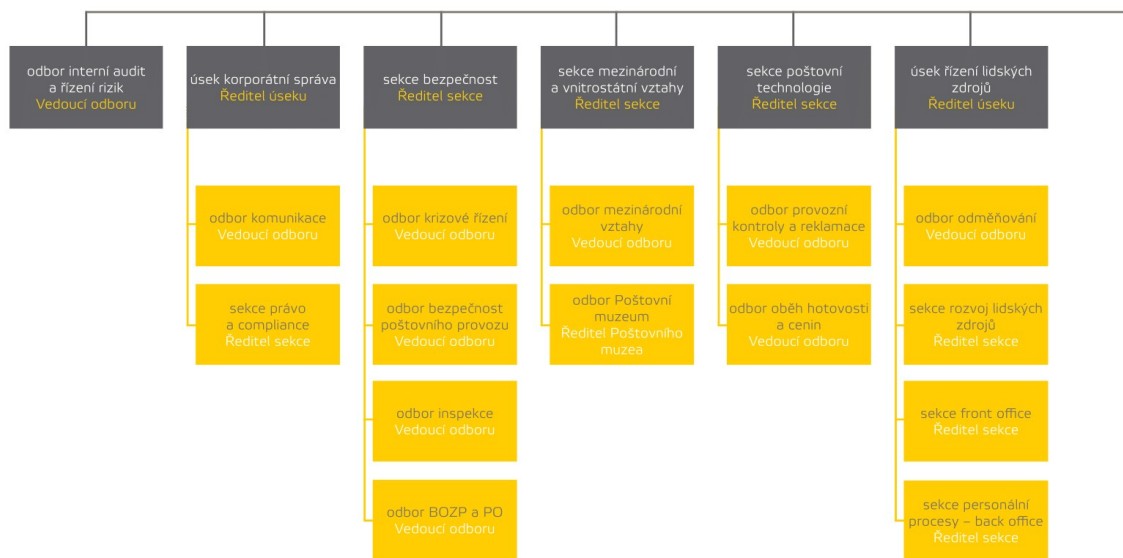 odbor interní audit
a řízení rizik
Vedoucí odboru
úsek korporátní správa
Ředitel úseku
sekce bezpečnost
Ředitel sekce
sekce mezinárodní
a vnitrostátní vztahy
Ředitel sekce
sekce poštovní
technologie
Ředitel sekce
úsek řízení lidských
zdrojů
Ředitel úseku
odbor komunikace
Vedoucí odboru
odbor krizové řízení
Vedoucí odboru
odbor mezinárodní
vztahy
Vedoucí odboru
odbor provozní
kontroly a reklamace
Vedoucí odboru
odbor odměňování
Vedoucí odboru
sekce právo
a compliance
Ředitel sekce
odbor bezpečnost
poštovního provozu
Vedoucí odboru
odbor Poštovní
muzeum
Ředitel Poštovního
muzea
odbor oběh hotovosti
a cenin
Vedoucí odboru
sekce rozvoj lidských
zdrojů
Ředitel sekce
odbor inspekce
Vedoucí odboru
sekce front office
Ředitel sekce
odbor BOZP a PO
Vedoucí odboru
sekce personální
procesy – back office
Ředitel sekce